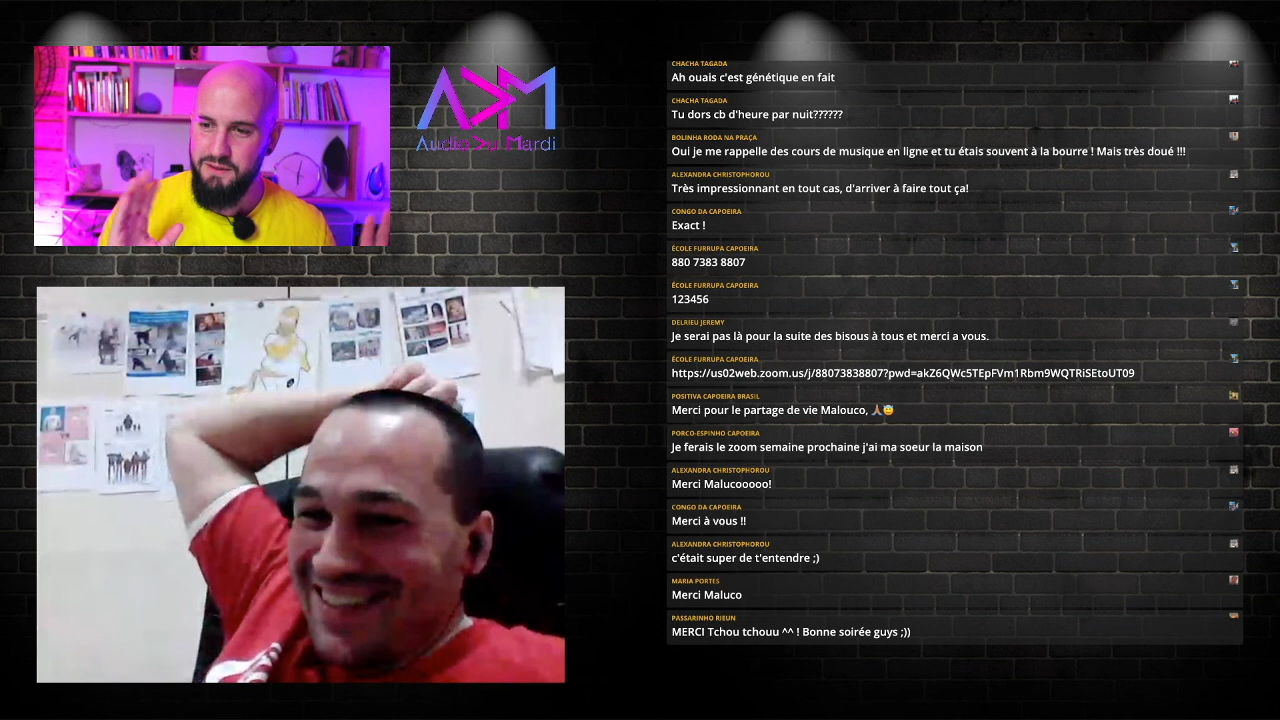 Audio Du Mardi
CHACHA TAGADA
Ah ouais c'est génétique en fait
CHACHA TAGADA
Tu dors cb d'heure par nuit??????
BOLINHA RODA NA PRAÇA
Oui je me rappelle des cours de musique en ligne et tu étais souvent à la bourre ! Mais très doué !!!
ALEXANDRA CHRISTOPHOROU
Très impressionnant en tout cas, d'arriver à faire tout ça!
CONGO DA CAPOEIRA
Exact !
ÉCOLE FURRUPA CAPOEIRA
880 7383 8807
ÉCOLE FURRUPA CAPOEIRA
123456
DELRIEU JEREMY
Je serai pas là pour la suite des bisous à tous et merci a vous.
ÉCOLE FURRUPA CAPOEIRA
https://us02web.zoom.us/j/88073838807?pwd=akZ6QWc5TEpFVm1Rbm9WQTRiSEtoUT09
POSITIVA CAPOEIRA BRASIL
Merci pour le partage de vie Malouco, 🙏🏾😇
PORCO-ESPINHO CAPOEIRA
Je ferais le zoom semaine prochaine j'ai ma soeur la maison
ALEXANDRA CHRISTOPHOROU
Merci Malucooooo!
CONGO DA CAPOEIRA
Merci à vous !!
ALEXANDRA CHRISTOPHOROU
c'était super de t'entendre ;)
MARIA PORTES
Merci Maluco
PASSARINHO RIEUN
MERCI Tchou tchouu ^^ ! Bonne soirée guys ;))